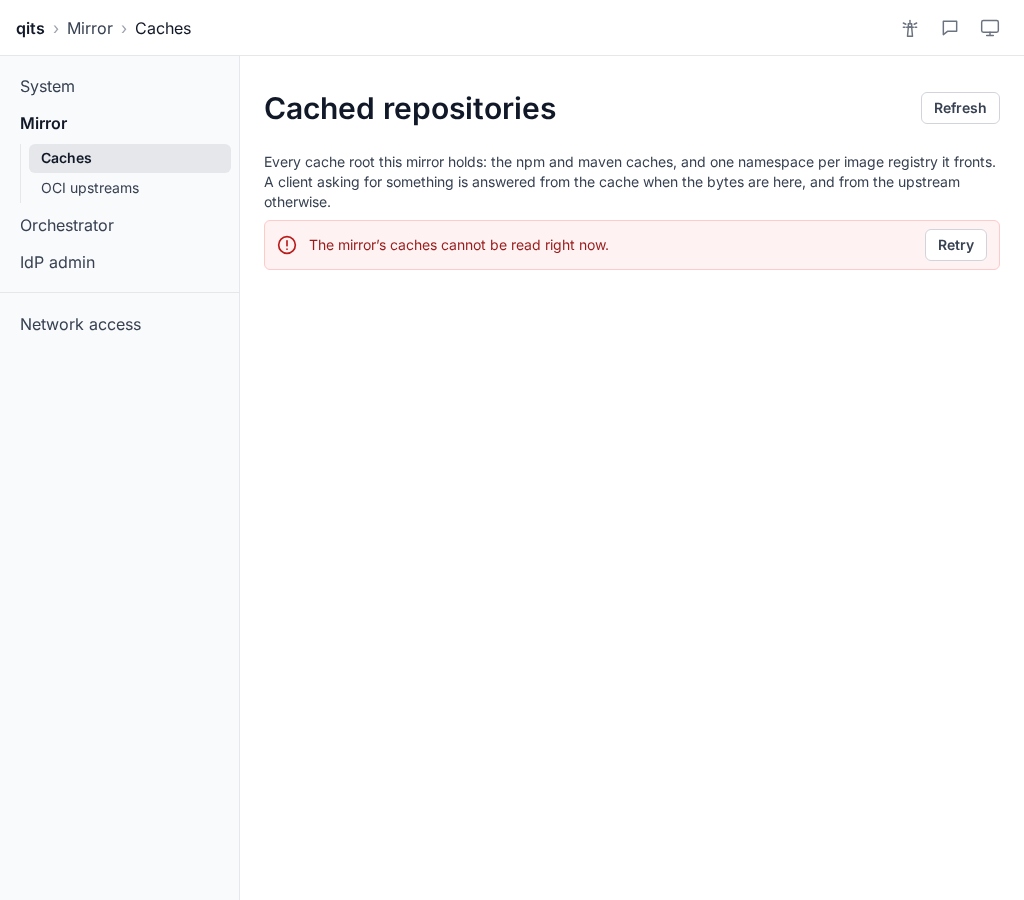 qits › Mirror › Caches
System
Mirror
Caches
OCI upstreams
Orchestrator
IdP admin
Network access
Cached repositories
Refresh
Every cache root this mirror holds: the npm and maven caches, and one namespace per image registry it fronts.
A client asking for something is answered from the cache when the bytes are here, and from the upstream
otherwise.
The mirror’s caches cannot be read right now.
Retry